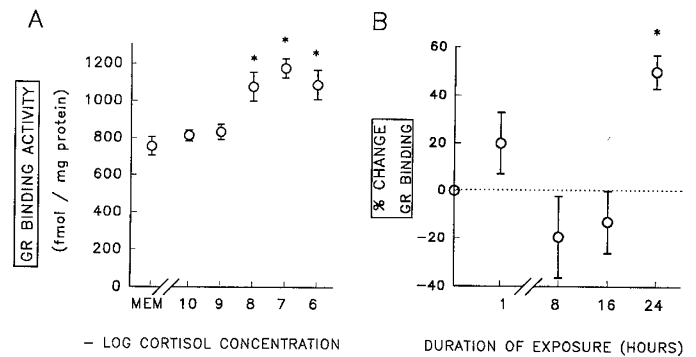 A
GR BINDING ACTIVITY
(fmol / mg protein)
1200
1000
800
600
400
200
0
* * *
MEM 10 9 8 7 6
− LOG CORTISOL CONCENTRATION
B
% CHANGE
GR BINDING
60
40
20
0
−20
−40
*
1 8 16 24
DURATION OF EXPOSURE (HOURS)